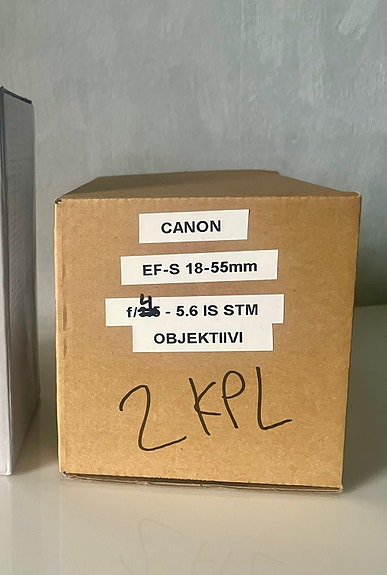 CANON
EF-S 18-55mm
f/4 - 5.6 IS STM
OBJEKTIIVI
2 KPL